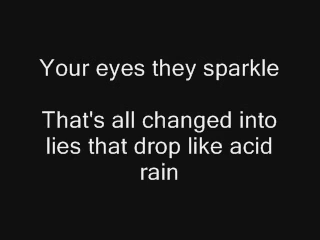 Your eyes they sparkle
That's all changed into
lies that drop like acid
rain